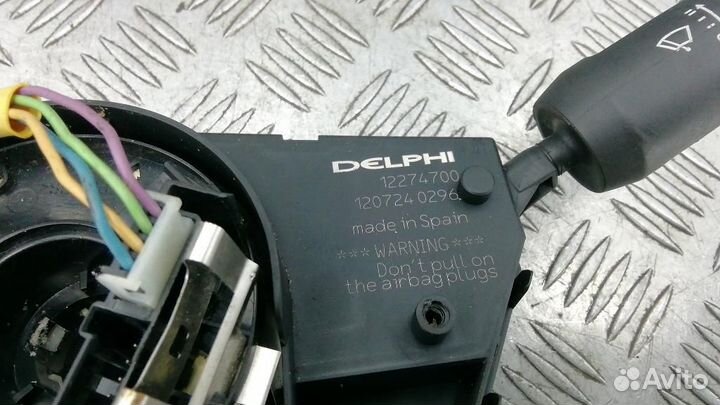 DELPHI
12274700
1207240296
made in Spain
***WARNING***
Don't pull on
the airbag plugs
Avito